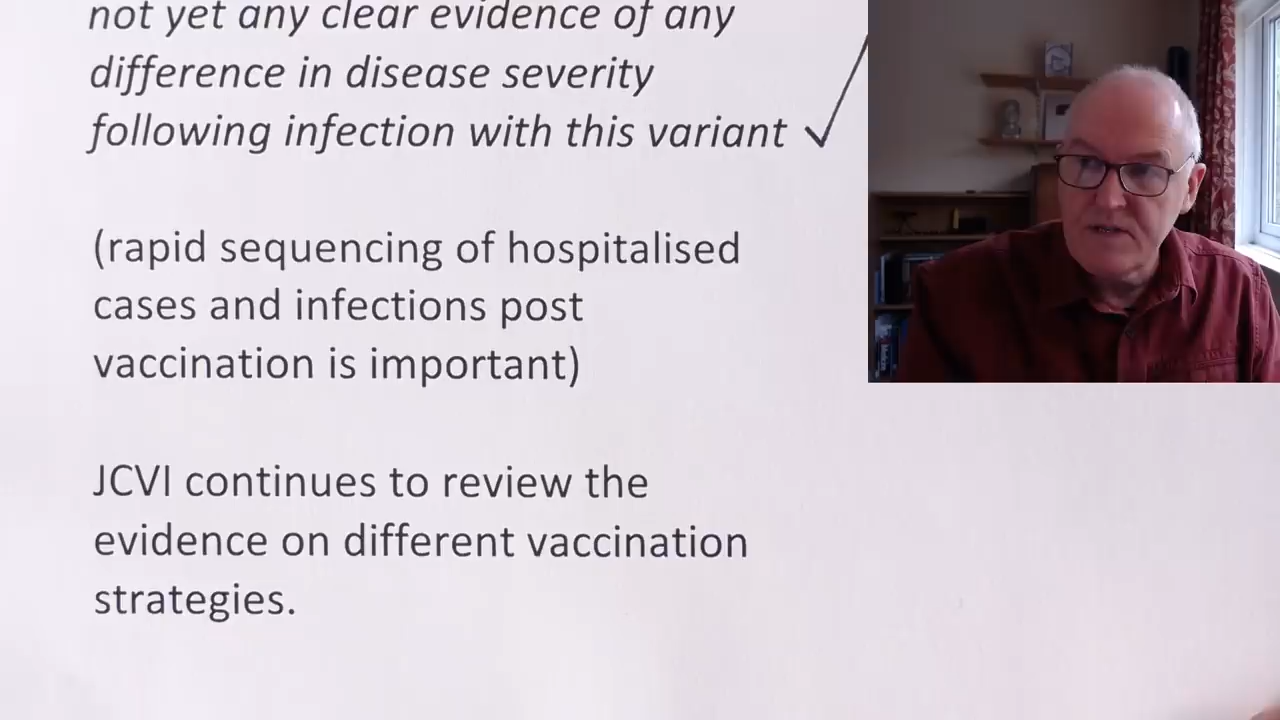 not yet any clear evidence of any
difference in disease severity
following infection with this variant
(rapid sequencing of hospitalised
cases and infections post
vaccination is important)
JCVI continues to review the
evidence on different vaccination
strategies.